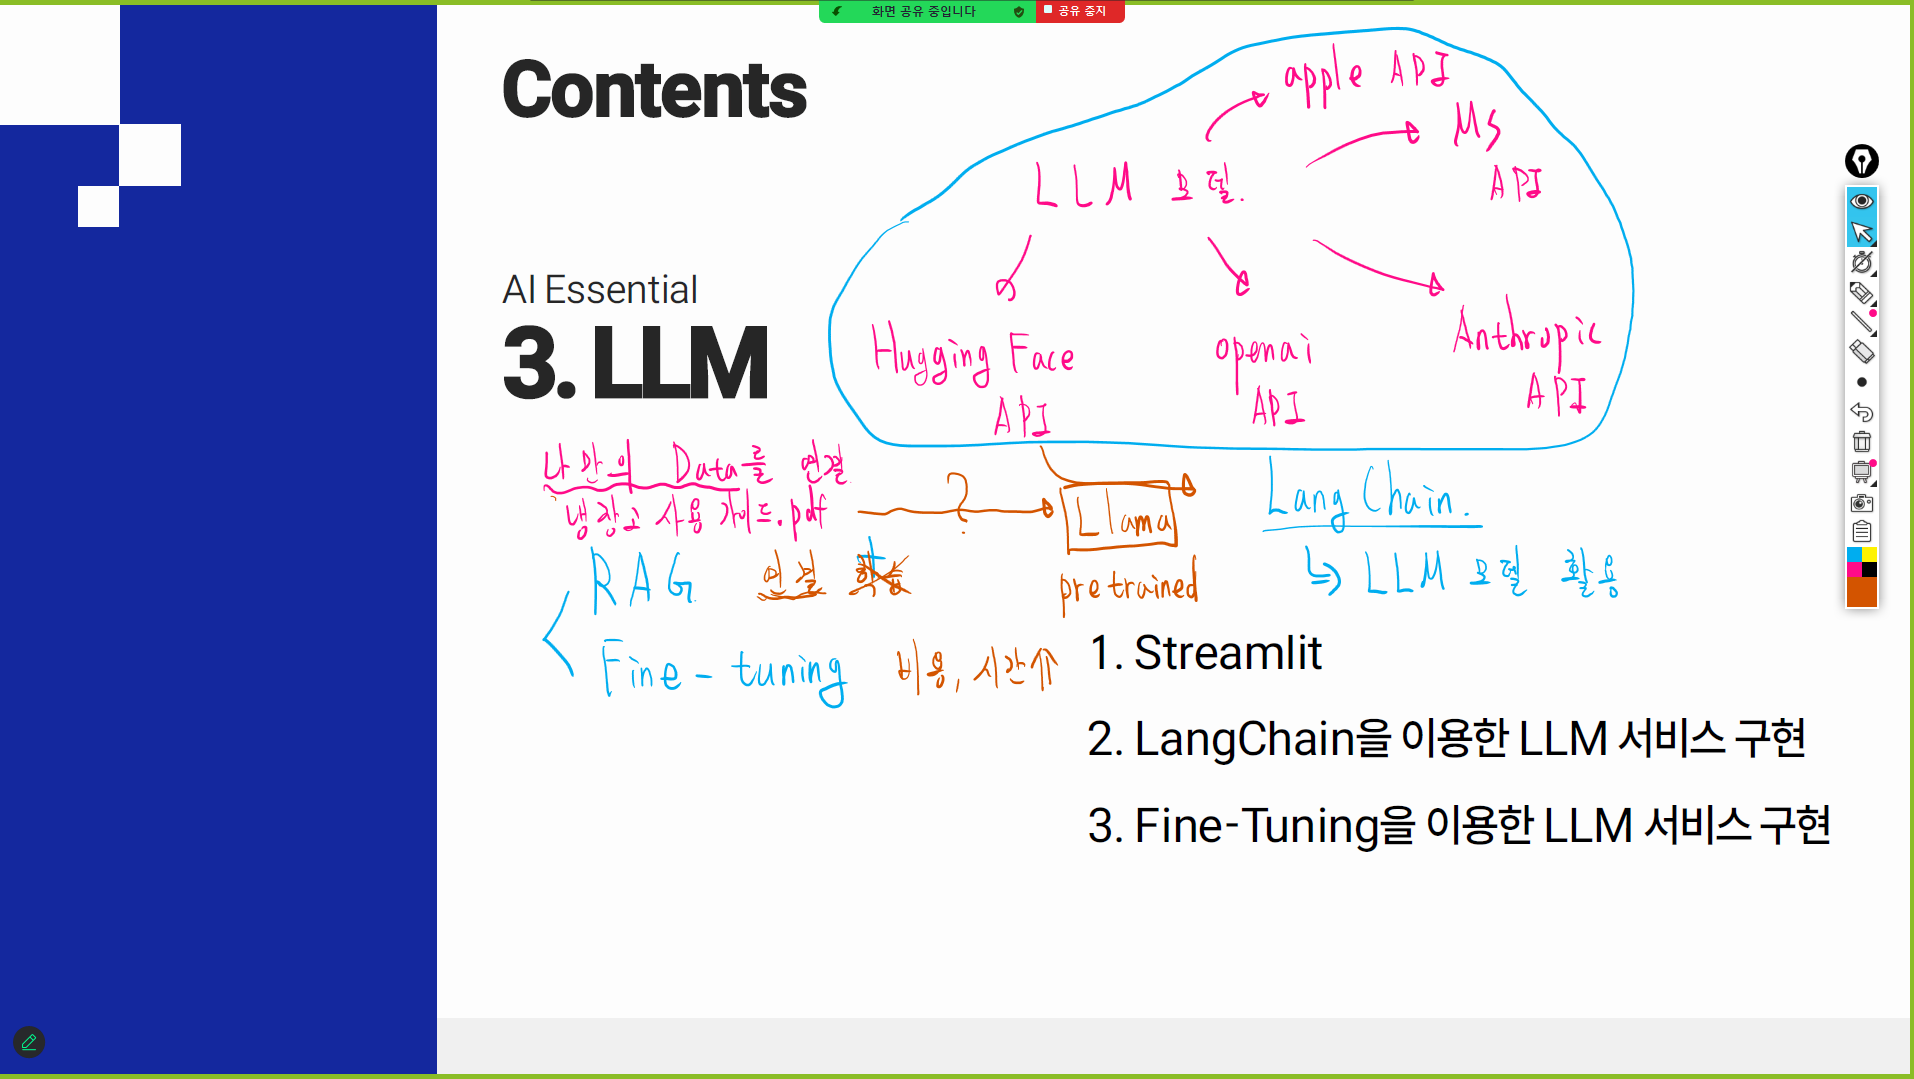 화면 공유 중입니다
공유 중지
Contents
apple API
Ms
API
LLM 모델.
AI Essential
3. LLM
Hugging Face
API
openai
API
Anthropic
API
나만의 Data를 연결
냉장고 사용 가이드.pdf
?
Llama
pretrained
Lang Chain.
LLM 모델 활용
RAG 연결
Fine-tuning 비용, 시간⇑
1. Streamlit
2. LangChain을 이용한 LLM 서비스 구현
3. Fine-Tuning을 이용한 LLM 서비스 구현